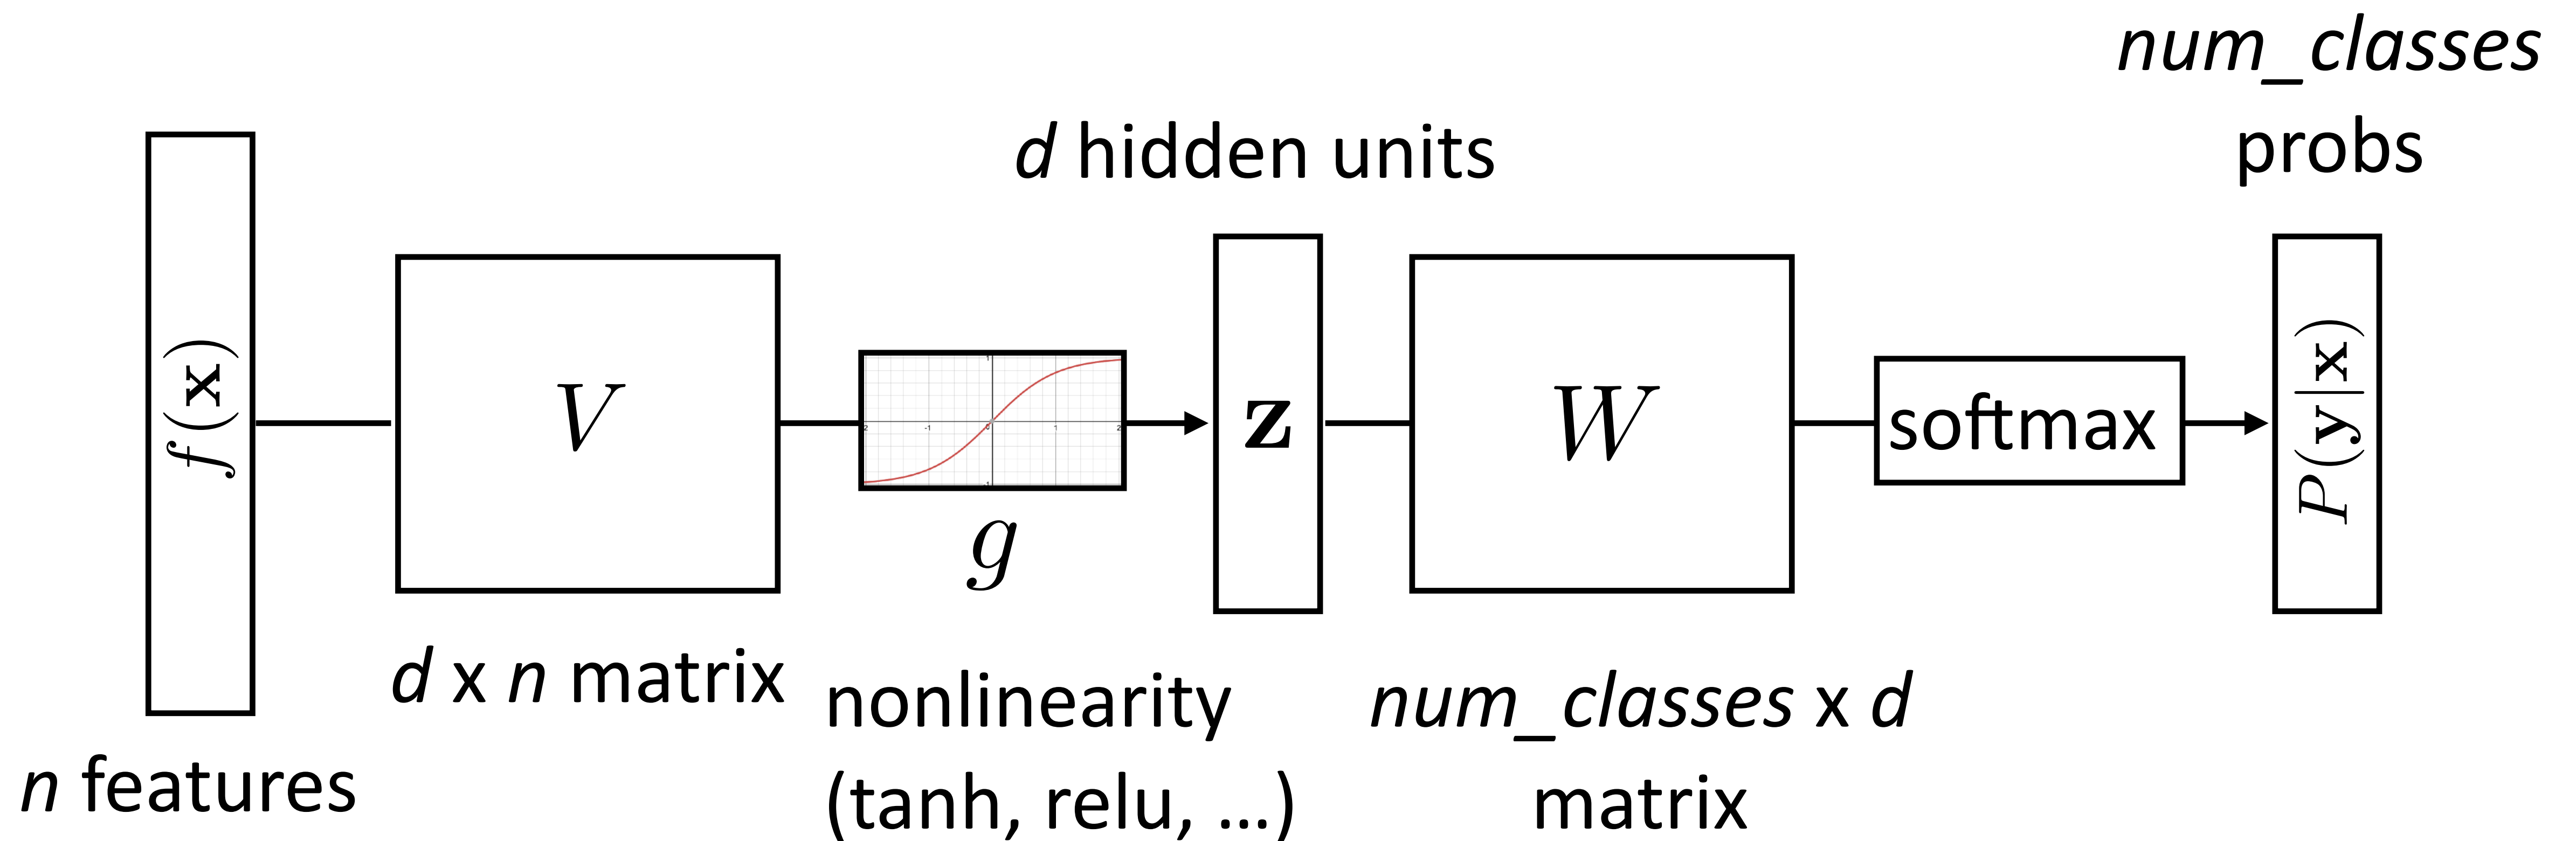 num_classes
probs
d hidden units
f(x)
V
g
z
W
softmax
P(y|x)
d x n matrix
n features
nonlinearity
(tanh, relu, ...)
num_classes x d
matrix